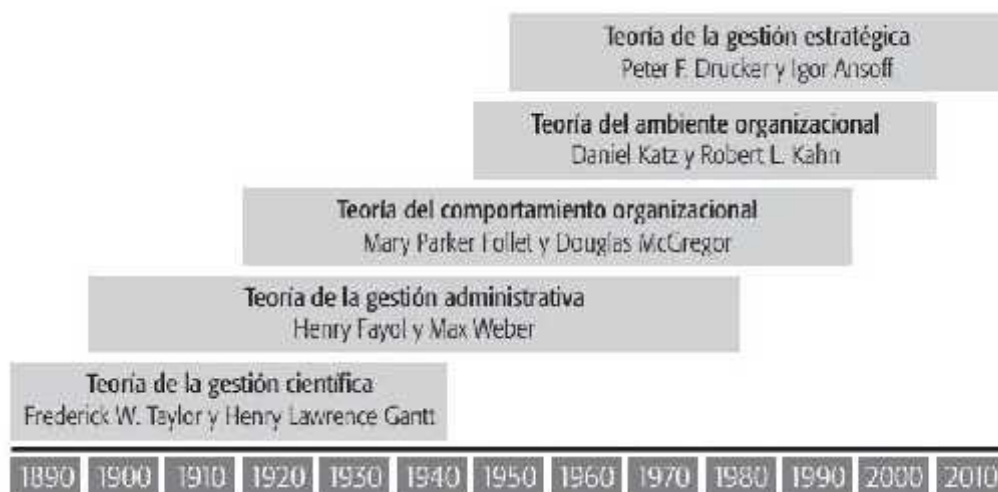 Teoría de la gestión estratégica
Peter F. Drucker y Igor Ansoff
Teoría del ambiente organizacional
Daniel Katz y Robert L. Kahn
Teoría del comportamiento organizacional
Mary Parker Follet y Douglas McGregor
Teoría de la gestión administrativa
Henry Fayol y Max Weber
Teoría de la gestión científica
Frederick W. Taylor y Henry Lawrence Gantt
1890 1900 1910 1920 1930 1940 1950 1960 1970 1980 1990 2000 2010